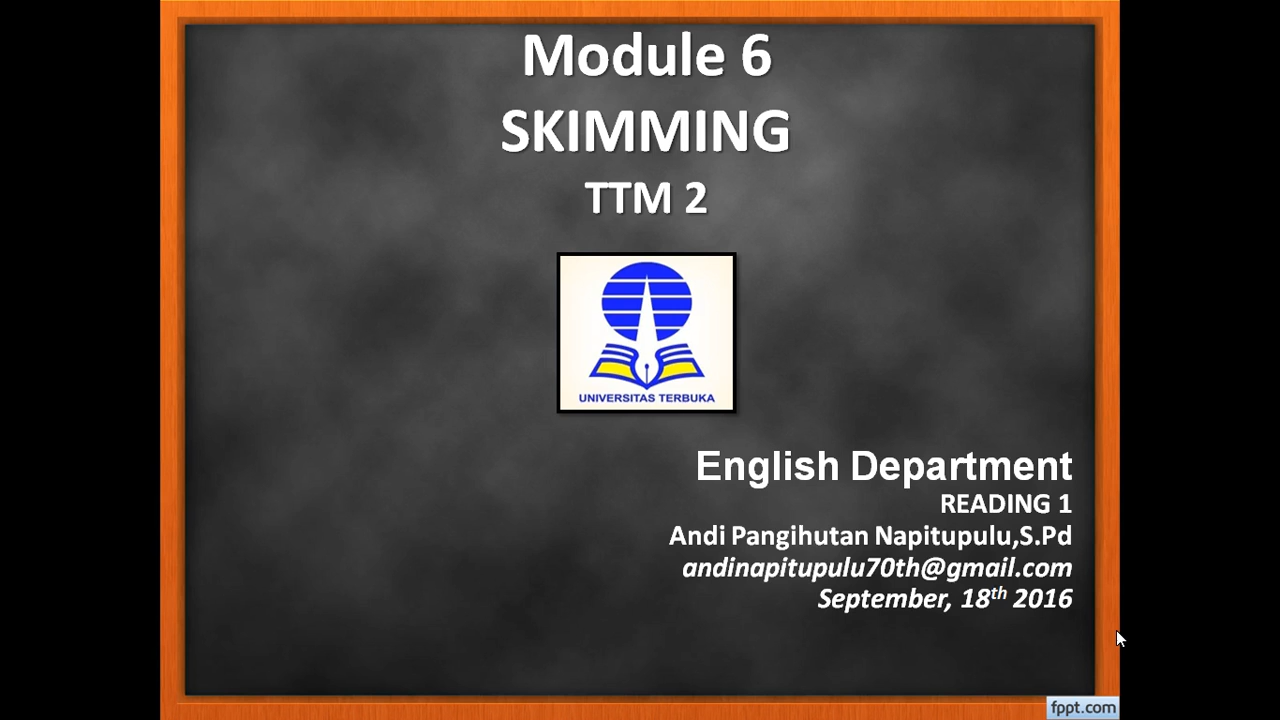 Module 6
SKIMMING
TTM 2
UNIVERSITAS TERBUKA
English Department
READING 1
Andi Pangihutan Napitupulu,S.Pd
andinapitupulu70th@gmail.com
September, 18th 2016
fppt.com